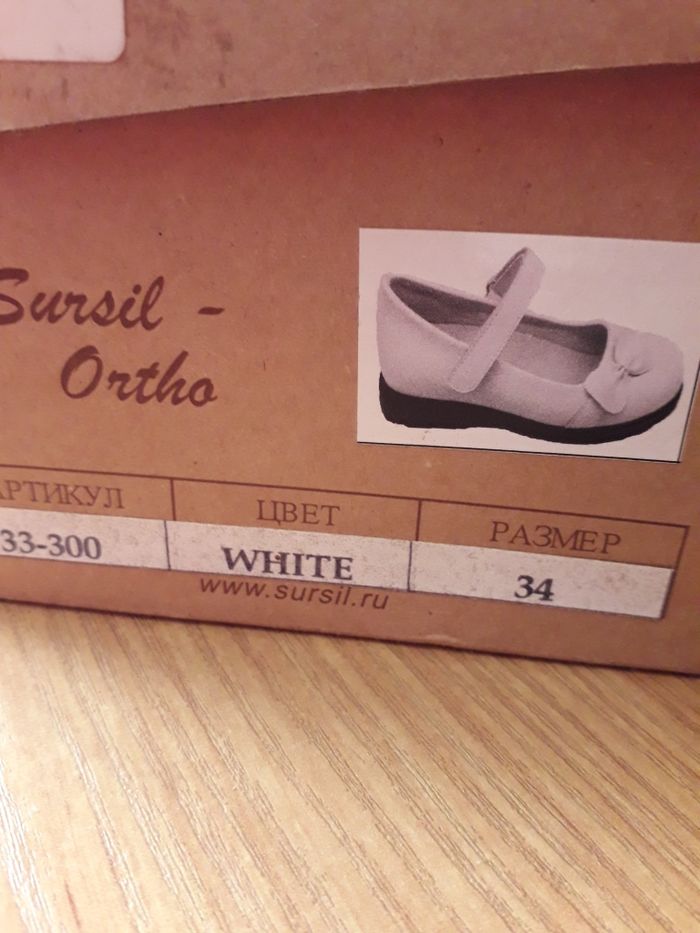 Sursil -
Ortho
АРТИКУЛ ЦВЕТ РАЗМЕР
33-300 WHITE 34
www.sursil.ru